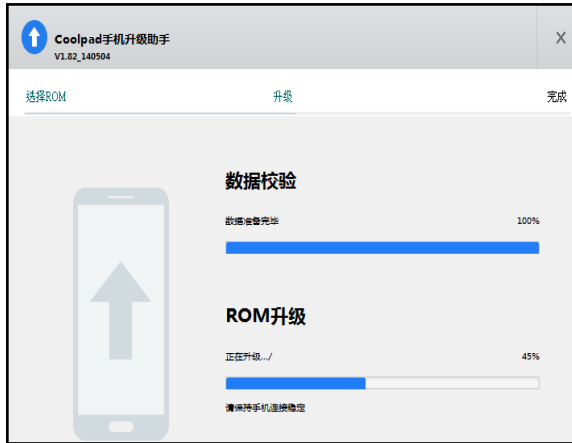 Coolpad手机升级助手
V1.82_140504
X
选择ROM 升级 完成
数据校验
数据准备完毕 100%
ROM升级
正在升级.../ 45%
请保持手机连接稳定